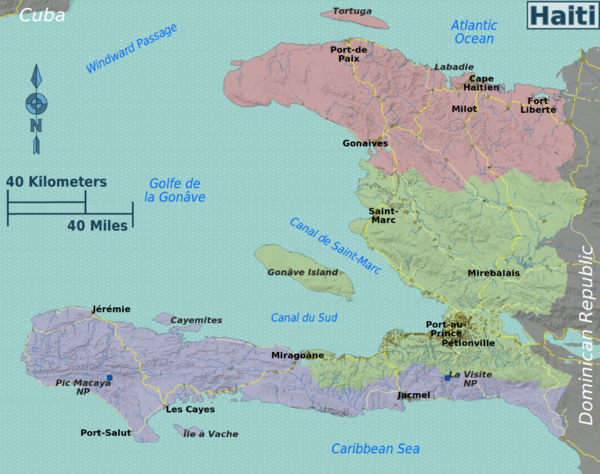 Cuba
Tortuga
Haiti
Windward Passage
Atlantic
Ocean
Port-de
Paix
Labadie
Cape
Haïtien
Milot
Fort
Liberté
N
Gonaïves
40 Kilometers
40 Miles
Golfe de
la Gonâve
Saint-
Marc
Canal de Saint-Marc
Gonâve Island
Mirebalais
Dominican Republic
Jérémie
Cayemites
Canal du Sud
Port-au-
Prince
Pétionville
Miragoâne
Pic Macaya
NP
La Visite
NP
Jacmel
Les Cayes
Port-Salut
Île à Vache
Caribbean Sea